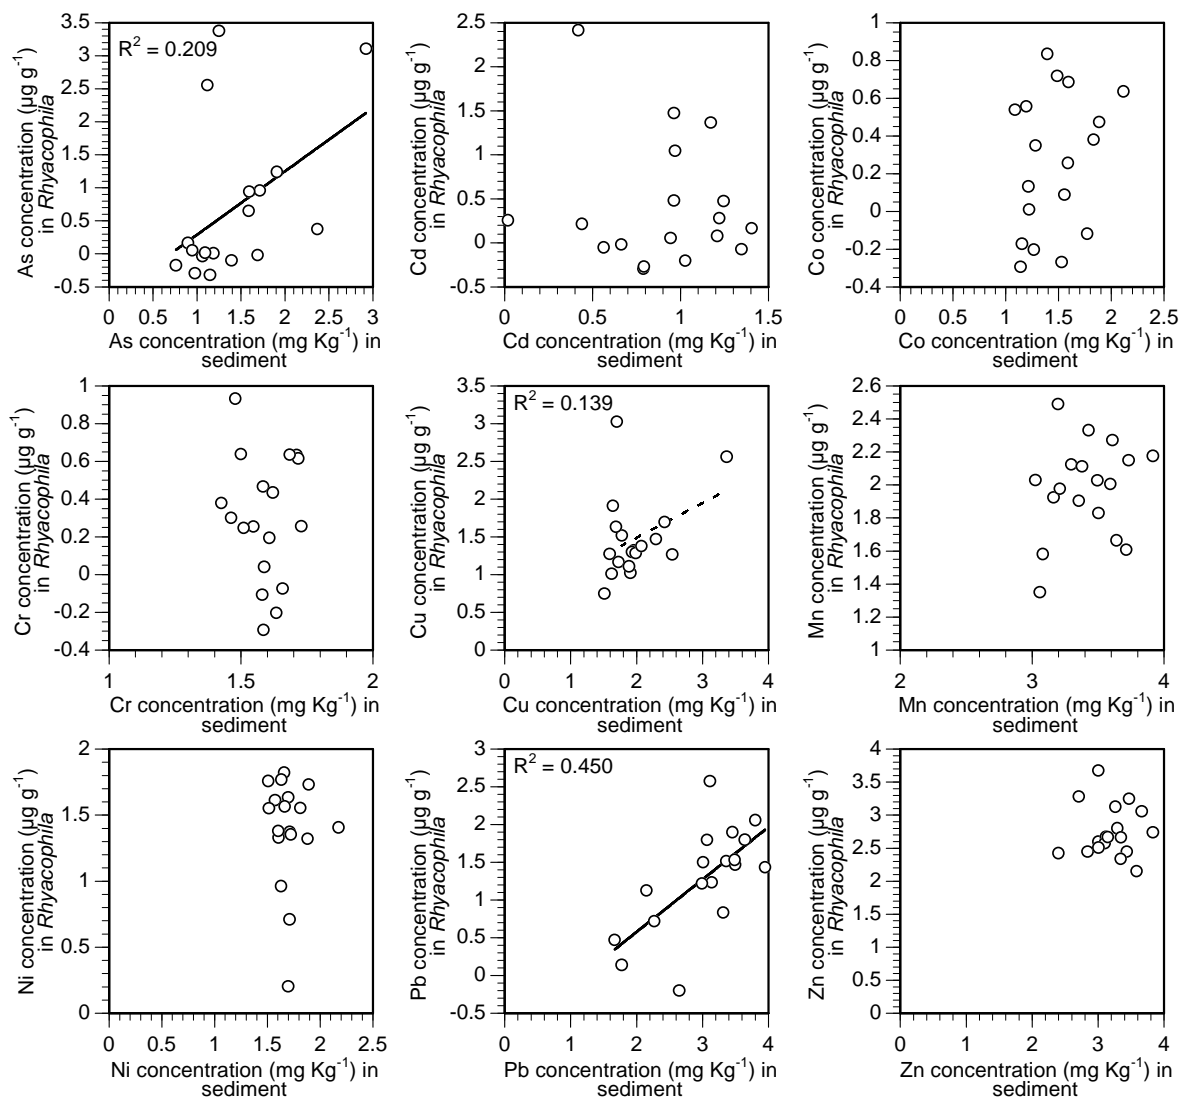 As concentration (µg g-1)
in Rhyacophila
3.5
3
2.5
2
1.5
1
0.5
0
-0.5
R2 = 0.209
0 0.5 1 1.5 2 2.5 3
As concentration (mg Kg-1) in
sediment
Cd concentration (µg g-1)
in Rhyacophila
2.5
2
1.5
1
0.5
0
-0.5
0 0.5 1 1.5
Cd concentration (mg Kg-1) in
sediment
Co concentration (µg g-1)
in Rhyacophila
1
0.8
0.6
0.4
0.2
0
-0.2
-0.4
0 0.5 1 1.5 2 2.5
Co concentration (mg Kg-1) in
sediment
Cr concentration (µg g-1)
in Rhyacophila
1
0.8
0.6
0.4
0.2
0
-0.2
-0.4
1 1.5 2
Cr concentration (mg Kg-1) in
sediment
Cu concentration (µg g-1)
in Rhyacophila
3.5
3
2.5
2
1.5
1
0.5
0
R2 = 0.139
0 1 2 3 4
Cu concentration (mg Kg-1) in
sediment
Mn concentration (µg g-1)
in Rhyacophila
2.6
2.4
2.2
2
1.8
1.6
1.4
1.2
1
2 3 4
Mn concentration (mg Kg-1) in
sediment
Ni concentration (µg g-1)
in Rhyacophila
2
1.5
1
0.5
0
0 0.5 1 1.5 2 2.5
Ni concentration (mg Kg-1) in
sediment
Pb concentration (µg g-1)
in Rhyacophila
3
2.5
2
1.5
1
0.5
0
-0.5
R2 = 0.450
0 1 2 3 4
Pb concentration (mg Kg-1) in
sediment
Zn concentration (µg g-1)
in Rhyacophila
4
3.5
3
2.5
2
1.5
1
0.5
0
0 1 2 3 4
Zn concentration (mg Kg-1) in
sediment